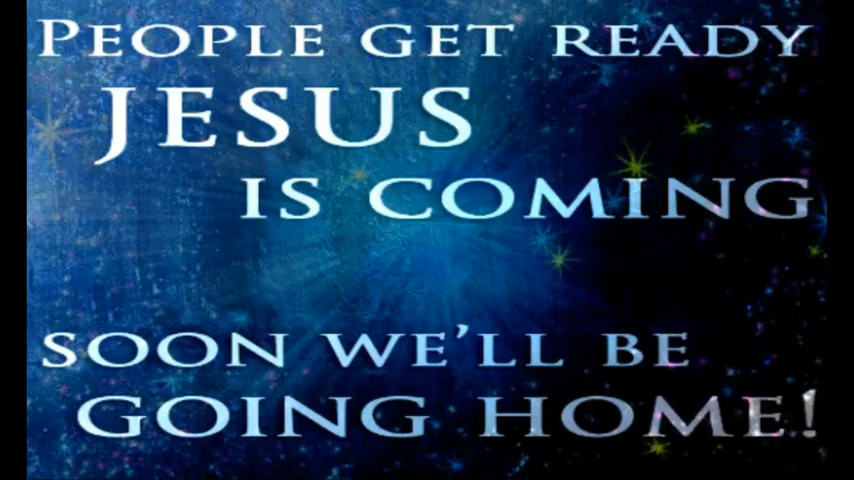 PEOPLE GET READY
JESUS
IS COMING
SOON WE'LL BE
GOING HOME!